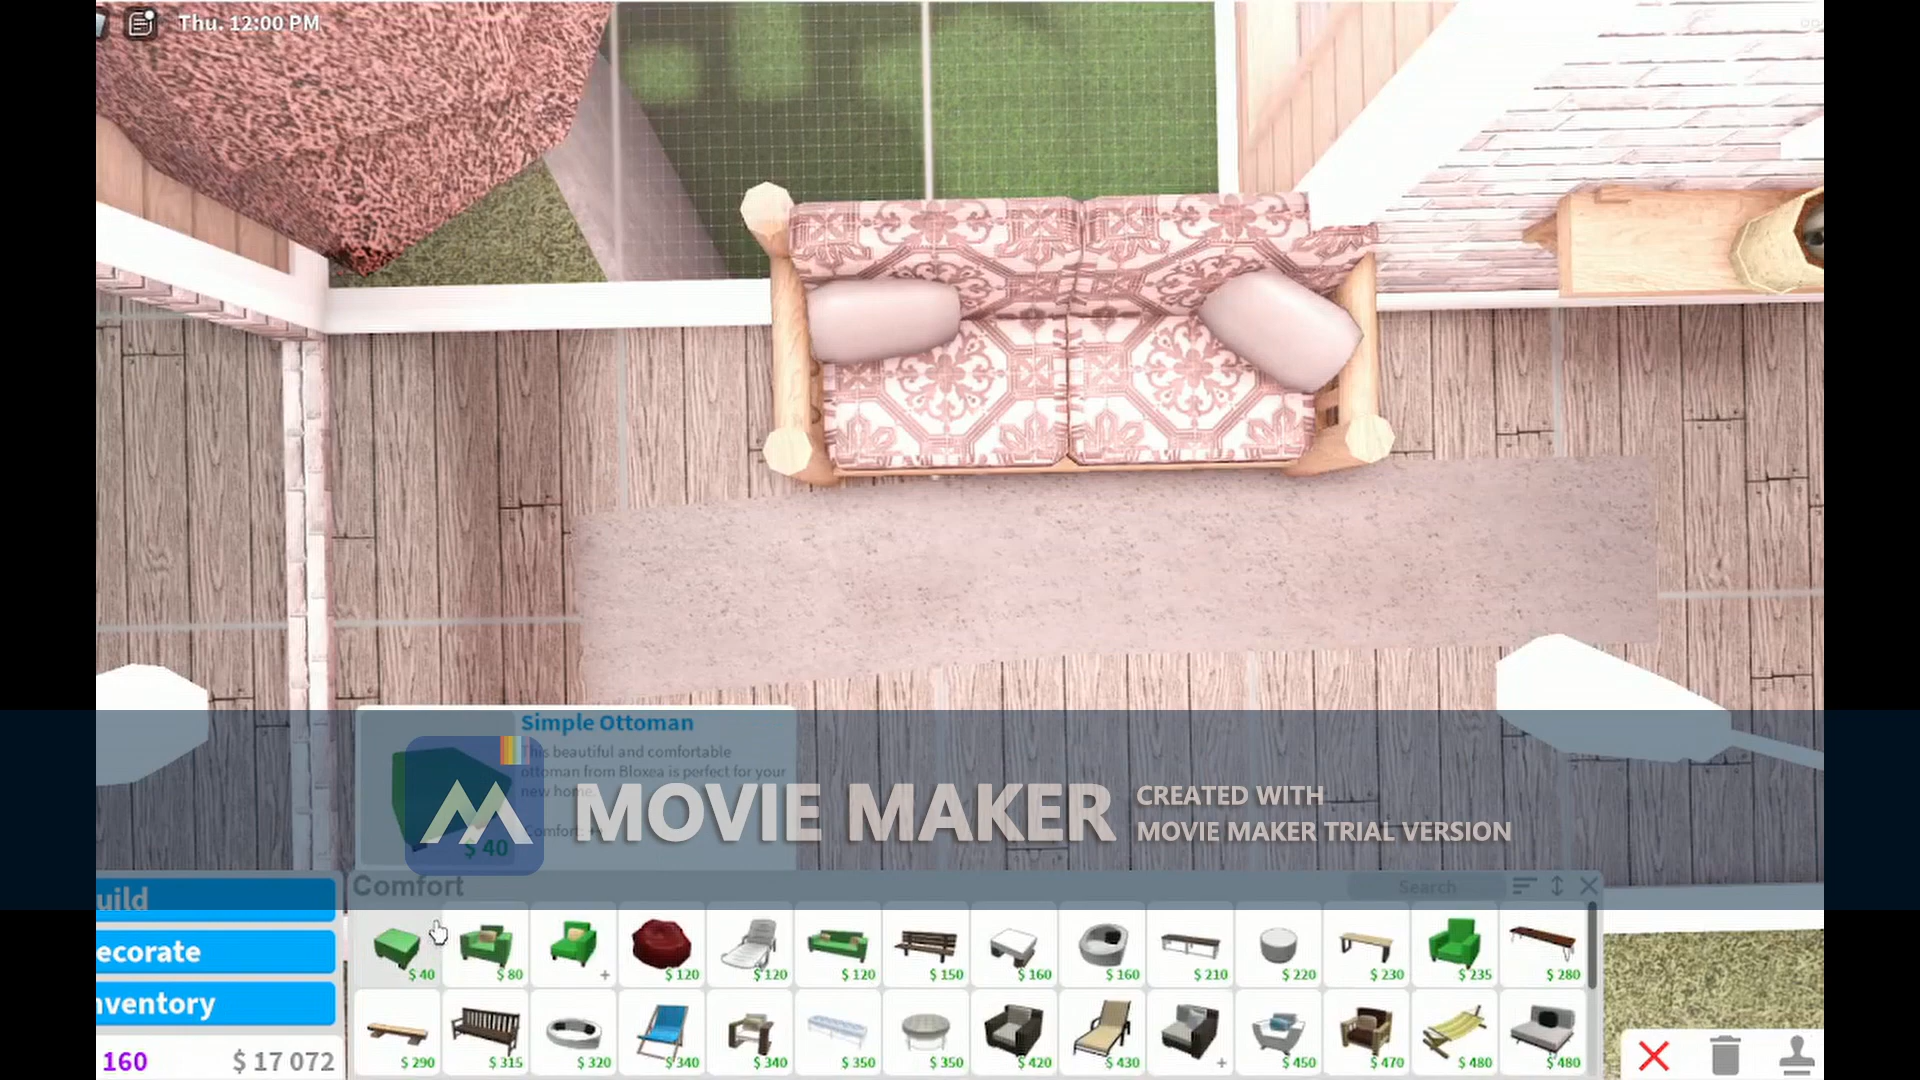 Thu. 12:00 PM
Simple Ottoman
This beautiful and comfortable
ottoman from Bloxea is perfect for your
new home.
Comfort:
$ 40
MOVIE MAKER
CREATED WITH
MOVIE MAKER TRIAL VERSION
uild
ecorate
nventory
160
$ 17 072
Comfort
Search
$ 40
$ 80
+
$ 120
$ 120
$ 120
$ 150
$ 160
$ 160
$ 210
$ 220
$ 230
$ 235
$ 280
$ 290
$ 315
$ 320
$ 340
$ 340
$ 350
$ 350
$ 420
$ 430
+
$ 450
$ 470
$ 480
$ 480